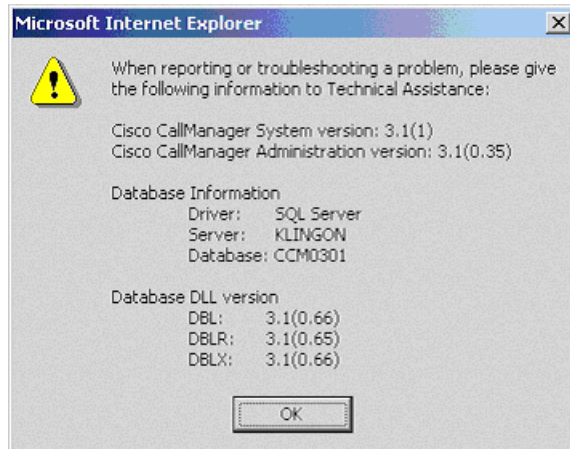 Microsoft Internet Explorer
When reporting or troubleshooting a problem, please give
the following information to Technical Assistance:
Cisco CallManager System version: 3.1(1)
Cisco CallManager Administration version: 3.1(0.35)
Database Information
Driver: SQL Server
Server: KLINGON
Database: CCM0301
Database DLL version
DBL: 3.1(0.66)
DBLR: 3.1(0.65)
DBLX: 3.1(0.66)
OK